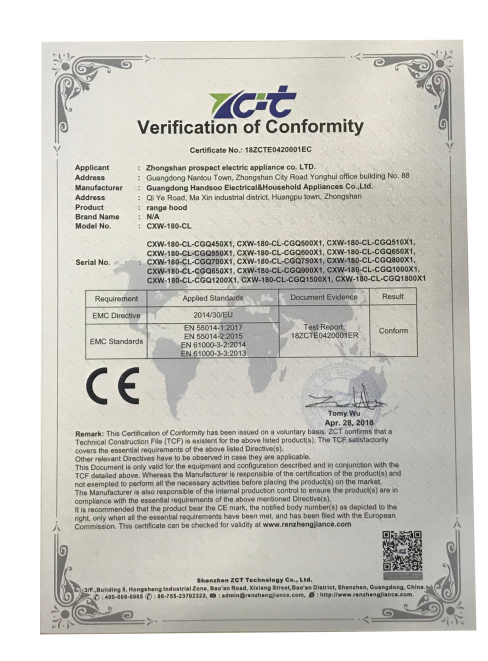 ZCT
Verification of Conformity
Certificate No.: 18ZCTE0420001EC
Applicant : Zhongshan prospect electric appliance co. LTD.
Address : Guangdong Nantou Town, Zhongshan City Road Yonghui office building No. 88
Manufacturer : Guangdong Handsoo Electrical&Household Appliances Co.,Ltd.
Address : Qi Ye Road, Ma Xin industrial district, Huangpu town, Zhongshan
Product : range hood
Brand Name : N/A
Model No. : CXW-180-CL
CXW-180-CL-CGQ450X1, CXW-180-CL-CGQ500X1, CXW-180-CL-CGQ510X1,
CXW-180-CL-CGQ550X1, CXW-180-CL-CGQ600X1, CXW-180-CL-CGQ650X1,
Serial No. : CXW-180-CL-CGQ700X1, CXW-180-CL-CGQ750X1, CXW-180-CL-CGQ800X1,
CXW-180-CL-CGQ850X1, CXW-180-CL-CGQ900X1, CXW-180-CL-CGQ1000X1,
CXW-180-CL-CGQ1200X1, CXW-180-CL-CGQ1500X1, CXW-180-CL-CGQ1800X1
Requirement Applied Standards Document Evidence Result
EMC Directive 2014/30/EU
EMC Standards EN 55014-1:2017
EN 55014-2:2015
EN 61000-3-2:2014
EN 61000-3-3:2013
Test Report:
18ZCTE0420001ER
Conform
CE
Tomy Wu
Apr. 28, 2018
Remark: This Certification of Conformity has been issued on a voluntary basis. ZCT confirms that a
Technical Construction File (TCF) is existent for the above listed product(s). The TCF satisfactorily
covers the essential requirements of the above listed Directive(s).
Other relevant Directives have to be observed in case they are applicable.
This Document is only valid for the equipment and configuration described and in conjunction with the
TCF detailed above. Whereas the Manufacturer is responsible of the certification of the product(s) and
not exempted to perform all the necessary activities before placing the product(s) on the market.
The Manufacturer is also responsible of the internal production control to ensure the product(s) are in
compliance with the essential requirements of the above mentioned Directive(s).
It is recommended that the product bear the CE mark, the notified body number(s) as depicted to the
right, only when all the essential requirements have been met, and has been filed with the European
Commission. This certificate can be checked for validity at www.renzhengjiance.com
Shenzhen ZCT Technology Co., Ltd.
3/F.,Building 5, Hongsheng Industrial Zone, Bao'an Road, Xixiang Street,Bao'an District, Shenzhen, Guangdong, China.
: 400-069-6965 : 86-755-23702323, : admin@renzhengjiance.com, : http://www.renzhengjiance.com.